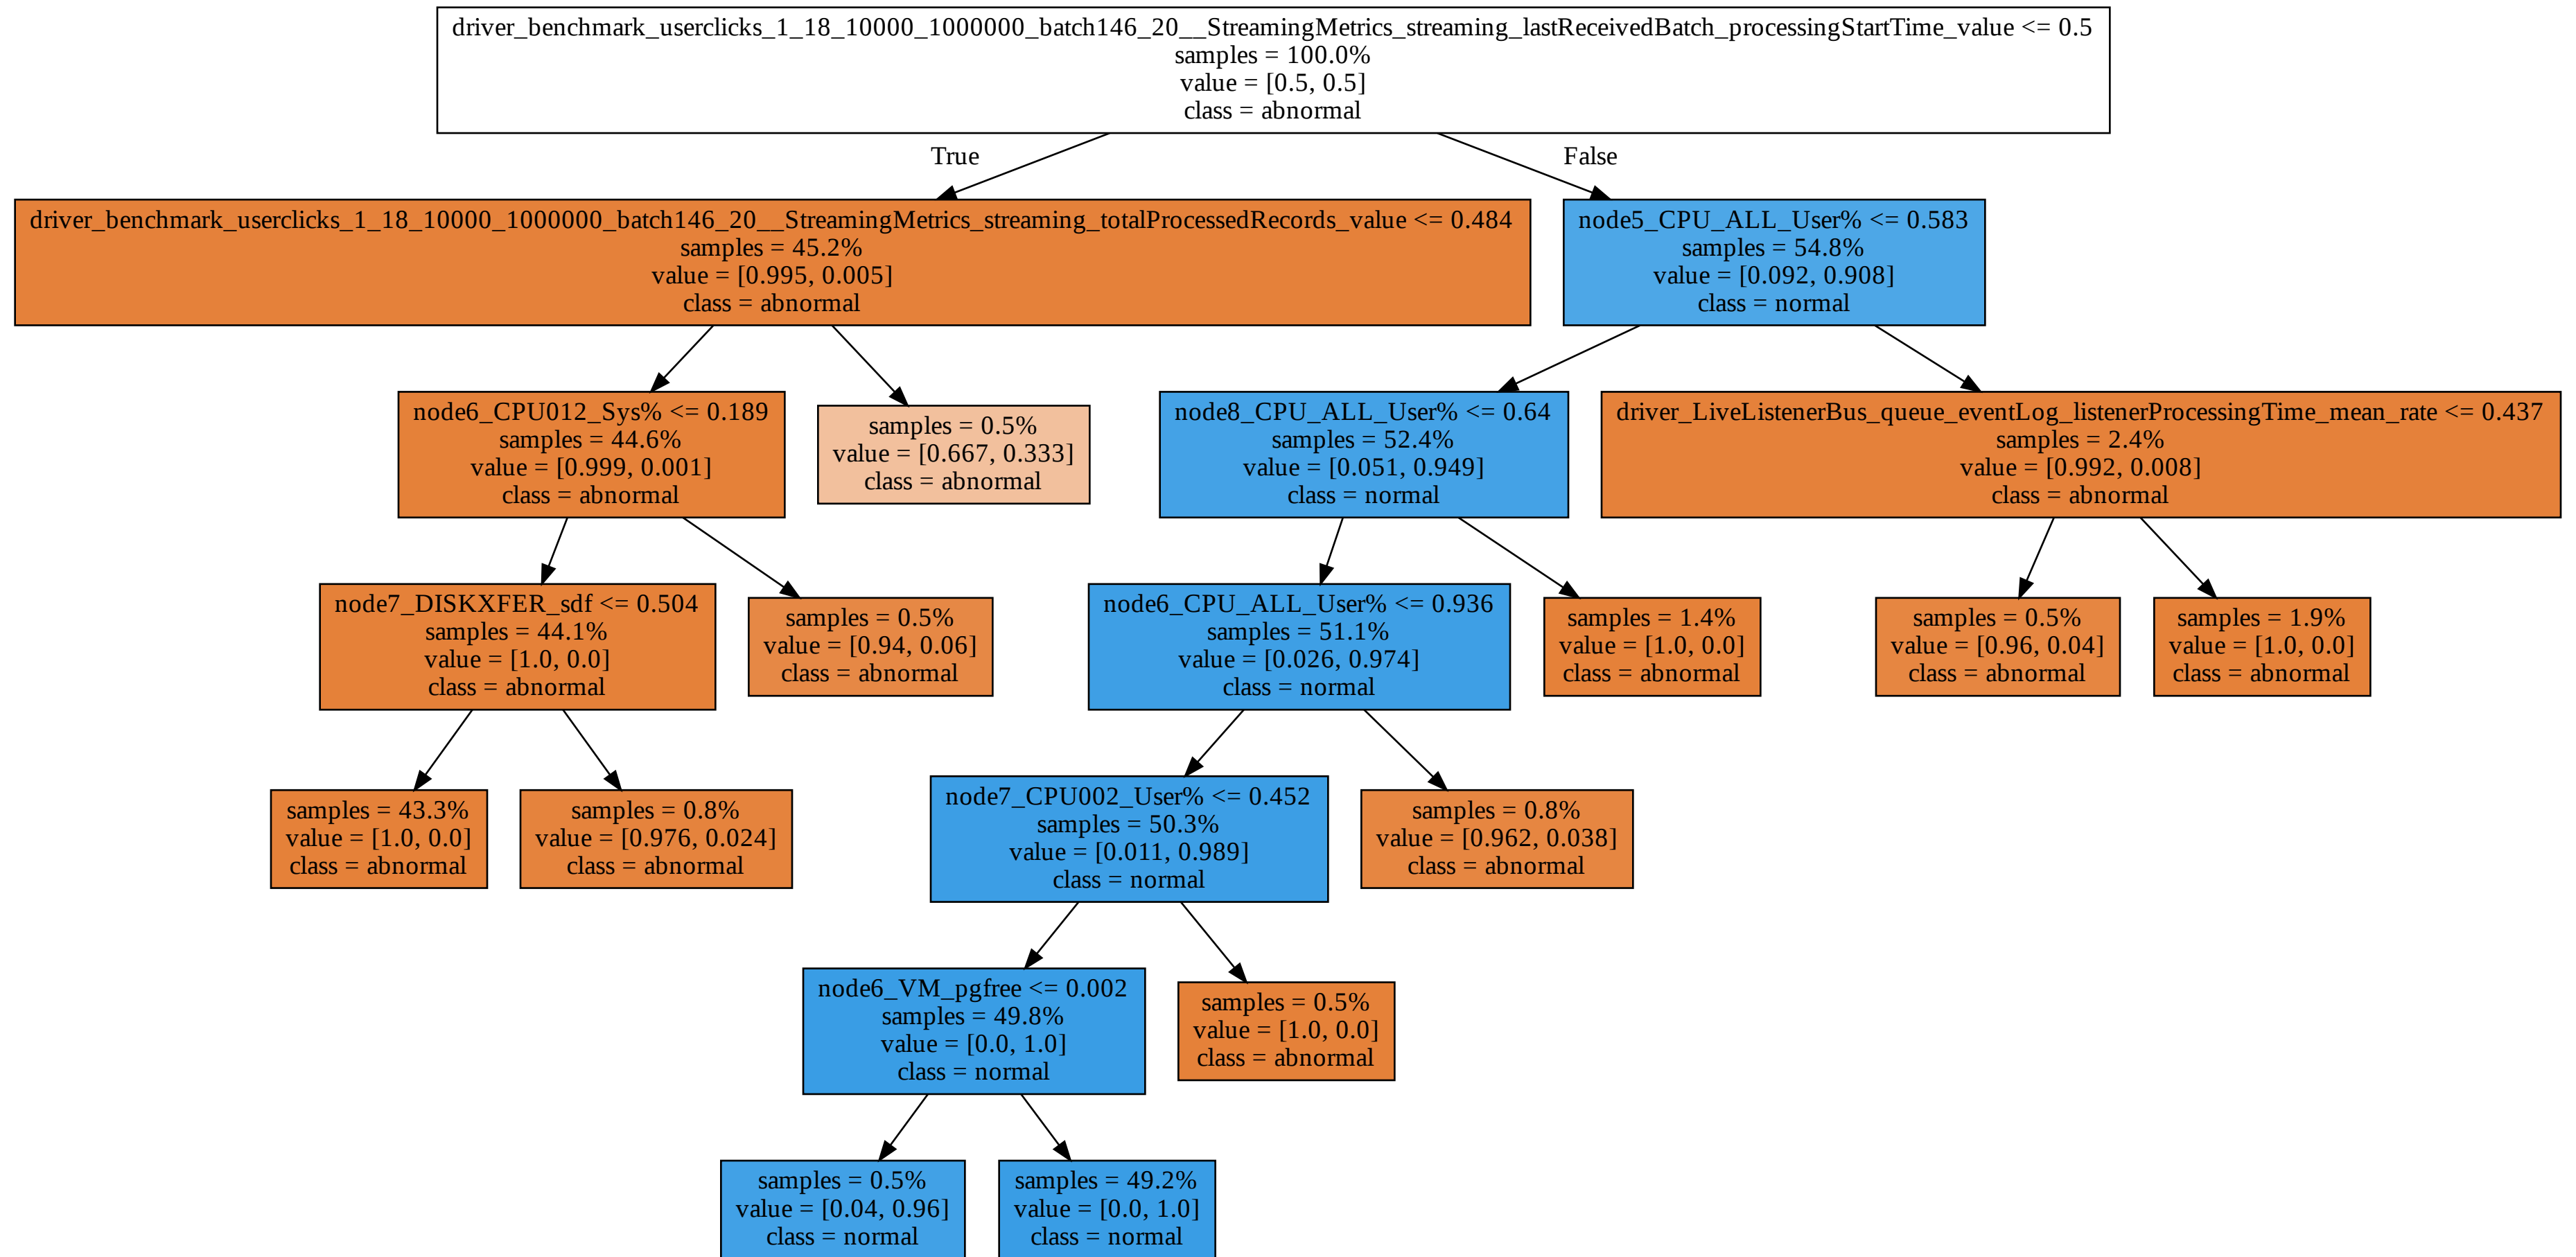 driver_benchmark_userclicks_1_18_10000_1000000_batch146_20__StreamingMetrics_streaming_lastReceivedBatch_processingStartTime_value <= 0.5
samples = 100.0%
value = [0.5, 0.5]
class = abnormal
True
False
driver_benchmark_userclicks_1_18_10000_1000000_batch146_20__StreamingMetrics_streaming_totalProcessedRecords_value <= 0.484
samples = 45.2%
value = [0.995, 0.005]
class = abnormal
node5_CPU_ALL_User% <= 0.583
samples = 54.8%
value = [0.092, 0.908]
class = normal
node6_CPU012_Sys% <= 0.189
samples = 44.6%
value = [0.999, 0.001]
class = abnormal
samples = 0.5%
value = [0.667, 0.333]
class = abnormal
node8_CPU_ALL_User% <= 0.64
samples = 52.4%
value = [0.051, 0.949]
class = normal
driver_LiveListenerBus_queue_eventLog_listenerProcessingTime_mean_rate <= 0.437
samples = 2.4%
value = [0.992, 0.008]
class = abnormal
node7_DISKXFER_sdf <= 0.504
samples = 44.1%
value = [1.0, 0.0]
class = abnormal
samples = 0.5%
value = [0.94, 0.06]
class = abnormal
node6_CPU_ALL_User% <= 0.936
samples = 51.1%
value = [0.026, 0.974]
class = normal
samples = 1.4%
value = [1.0, 0.0]
class = abnormal
samples = 0.5%
value = [0.96, 0.04]
class = abnormal
samples = 1.9%
value = [1.0, 0.0]
class = abnormal
samples = 43.3%
value = [1.0, 0.0]
class = abnormal
samples = 0.8%
value = [0.976, 0.024]
class = abnormal
node7_CPU002_User% <= 0.452
samples = 50.3%
value = [0.011, 0.989]
class = normal
samples = 0.8%
value = [0.962, 0.038]
class = abnormal
node6_VM_pgfree <= 0.002
samples = 49.8%
value = [0.0, 1.0]
class = normal
samples = 0.5%
value = [1.0, 0.0]
class = abnormal
samples = 0.5%
value = [0.04, 0.96]
class = normal
samples = 49.2%
value = [0.0, 1.0]
class = normal